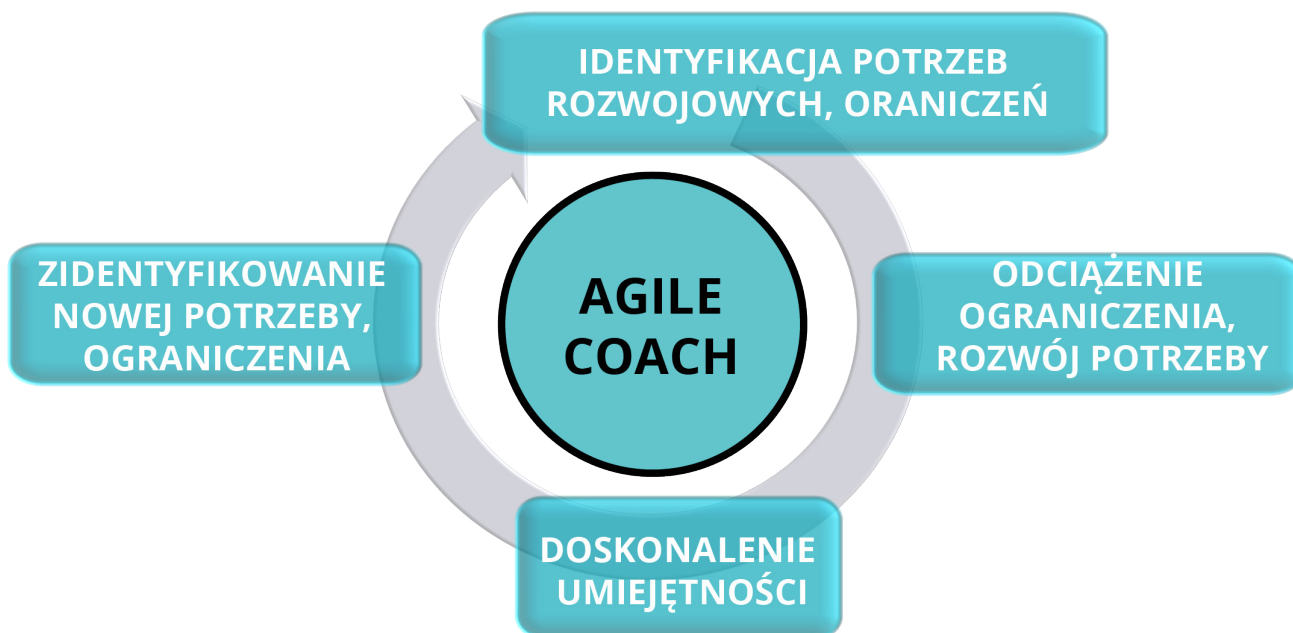 IDENTYFIKACJA POTRZEB
ROZWOJOWYCH, ORANICZEŃ
ZIDENTYFIKOWANIE
NOWEJ POTRZEBY,
OGRANICZENIA
AGILE
COACH
ODCIĄŻENIE
OGRANICZENIA,
ROZWÓJ POTRZEBY
DOSKONALENIE
UMIEJĘTNOŚCI